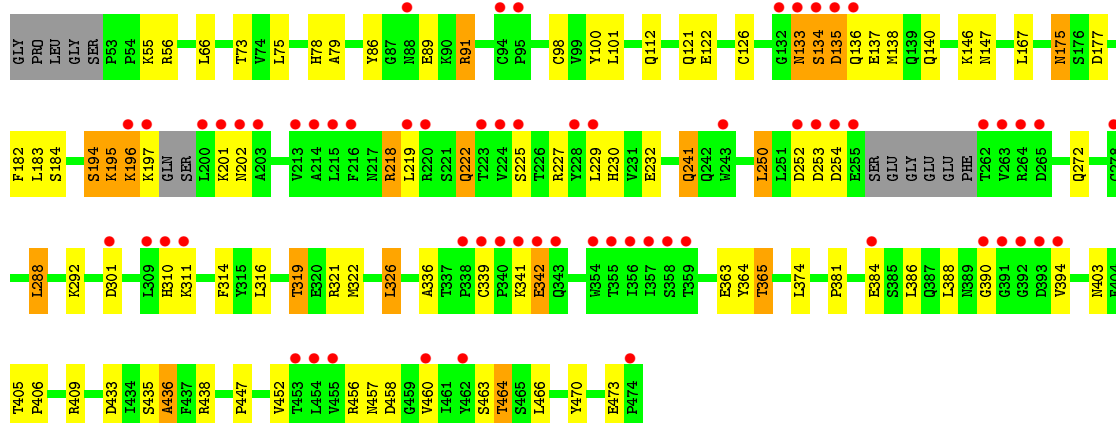 GLY PRO LEU GLY SER P53 P54 K55 R56 L66 T73 V74 L75 H78 A79 Y86 G87 N88 E89 K90 R91 C94 P95 C98 V99 Y100 L101 Q112 Q121 E122 C126 G132 N133 S134 D135 Q136 E137 M138 Q139 Q140 K146 N147 L167 N175 S176 D177
F182 L183 S184 S194 K195 K196 K197 GLN SER L200 K201 N202 A203 V213 A214 L215 F216 N217 R218 L219 R220 S221 Q222 T223 V224 S225 T226 R227 Y228 L229 H230 V231 E232 Q241 Q242 W243 L250 L251 D252 D253 D254 E255 SER GLU GLY GLU GLU PHE T262 V263 R264 D265 Q272
L288 K292 D301 L309 H310 K311 F314 Y315 L316 T319 E320 R321 M322 L326 A336 T337 P338 C339 P340 K341 E342 Q343 W354 T355 I356 I357 S358 T359 E363 Y364 T365 L374 P381 E384 S385 L386 Q387 L388 N389 G390 G391 G392 D393 V394 N403
T405 P406 R409 D433 I434 S435 A436 F437 R438 P447 V452 T453 L454 V455 R456 N457 D458 G459 V460 I461 Y462 S463 T464 S465 L466 Y470 E473 P474